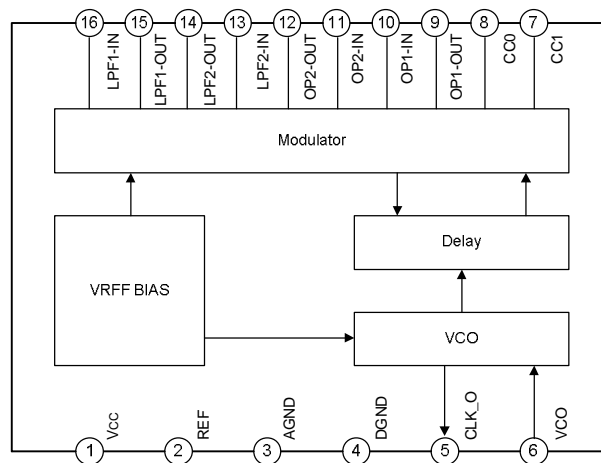 16 15 14 13 12 11 10 9 8 7
LPF1-IN
LPF1-OUT
LPF2-OUT
LPF2-IN
OP2-OUT
OP2-IN
OP1-IN
OP1-OUT
CC0
CC1
Modulator
VRFF BIAS
Delay
VCO
Vcc
REF
AGND
DGND
CLK_O
VCO
1 2 3 4 5 6